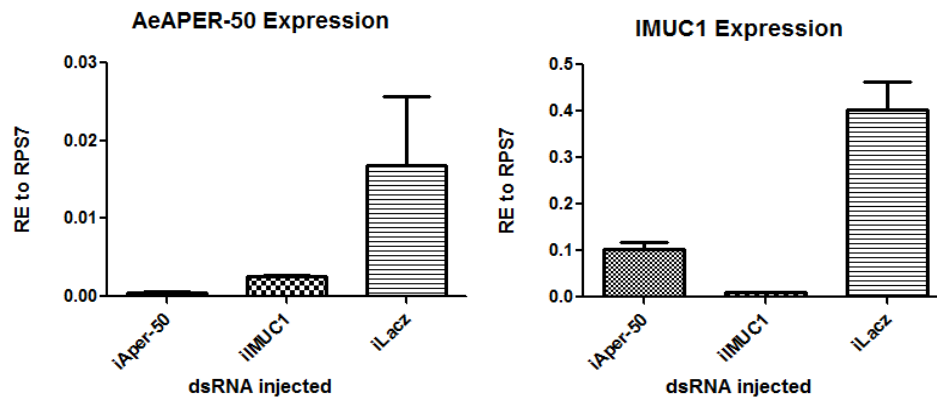 AeAPER-50 Expression
RE to RPS7
0.03
0.02
0.01
0.00
iAper-50
iIMUC1
iLacz
dsRNA injected
IMUC1 Expression
RE to RPS7
0.5
0.4
0.3
0.2
0.1
0.0
iAper-50
iIMUC1
iLacz
dsRNA injected